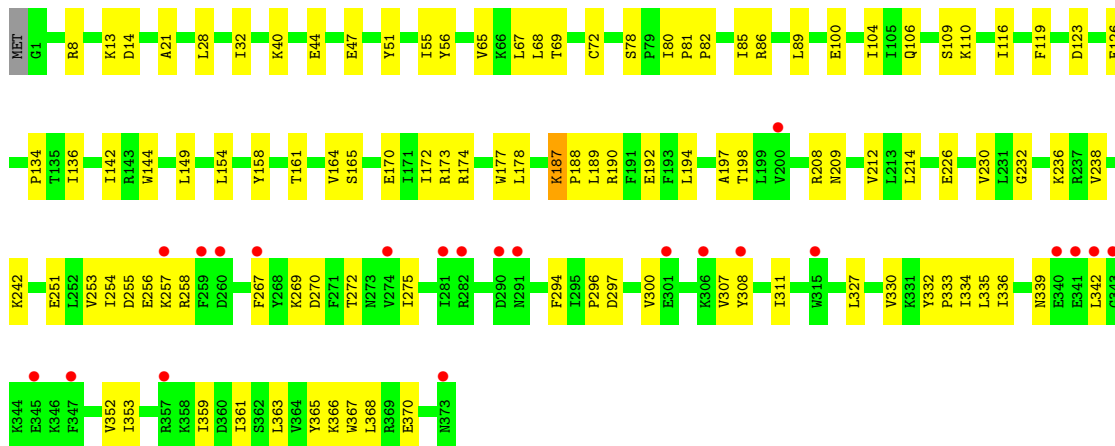 MET G1 R8 K13 D14 A21 L28 I32 K40 E44 E47 Y51 I55 Y56 V65 K66 L67 L68 T69 C72 S78 P79 I80 P81 P82 I85 R86 L89 E100 I104 I105 Q106 S109 K110 I116 F119 D123
P134 T135 I136 I142 R143 W144 L149 L154 Y158 T161 V164 S165 E170 I171 I172 R173 R174 W177 L178 K187 P188 L189 R190 F191 E192 F193 L194 A197 T198 L199 V200 R208 N209 V212 L213 L214 E226 V230 L231 G232 K236 R237 V238
K242 E251 L252 V253 I254 D255 E256 K257 R258 F259 D260 F267 Y268 K269 D270 F271 T272 N273 V274 I275 I281 R282 D290 N291 F294 I295 P296 D297 V300 E301 K306 V307 Y308 I311 W315 L327 V330 K331 Y332 P333 I334 L335 I336 N339 E340 E341 L342
K344 E345 K346 F347 V352 I353 R357 K358 I359 D360 I361 S362 L363 V364 Y365 K366 W367 L368 R369 E370 N373